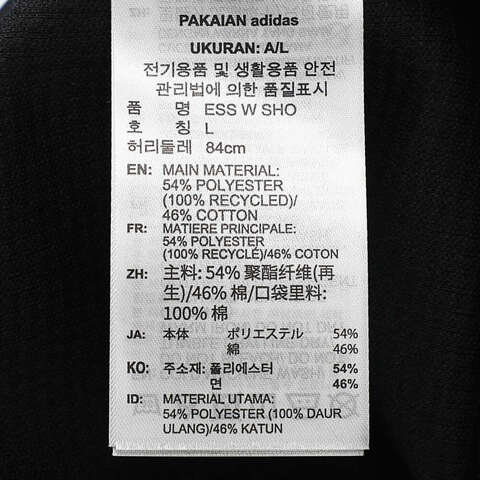 PAKAIAN adidas
UKURAN: A/L
전기용품 및 생활용품 안전
관리법에 의한 품질표시
품 명 ESS W SHO
호 칭 L
허리둘레 84cm
EN: MAIN MATERIAL:
54% POLYESTER
(100% RECYCLED)/
46% COTTON
FR: MATIERE PRINCIPALE:
54% POLYESTER
(100% RECYCLE)/46% COTON
ZH: 主料: 54% 聚酯纤维(再
生)/46% 棉/口袋里料:
100% 棉
JA: 本体 ポリエステル 54%
綿 46%
KO: 주소재: 폴리에스터 54%
면 46%
ID: MATERIAL UTAMA:
54% POLYESTER (100% DAUR
ULANG)/46% KATUN